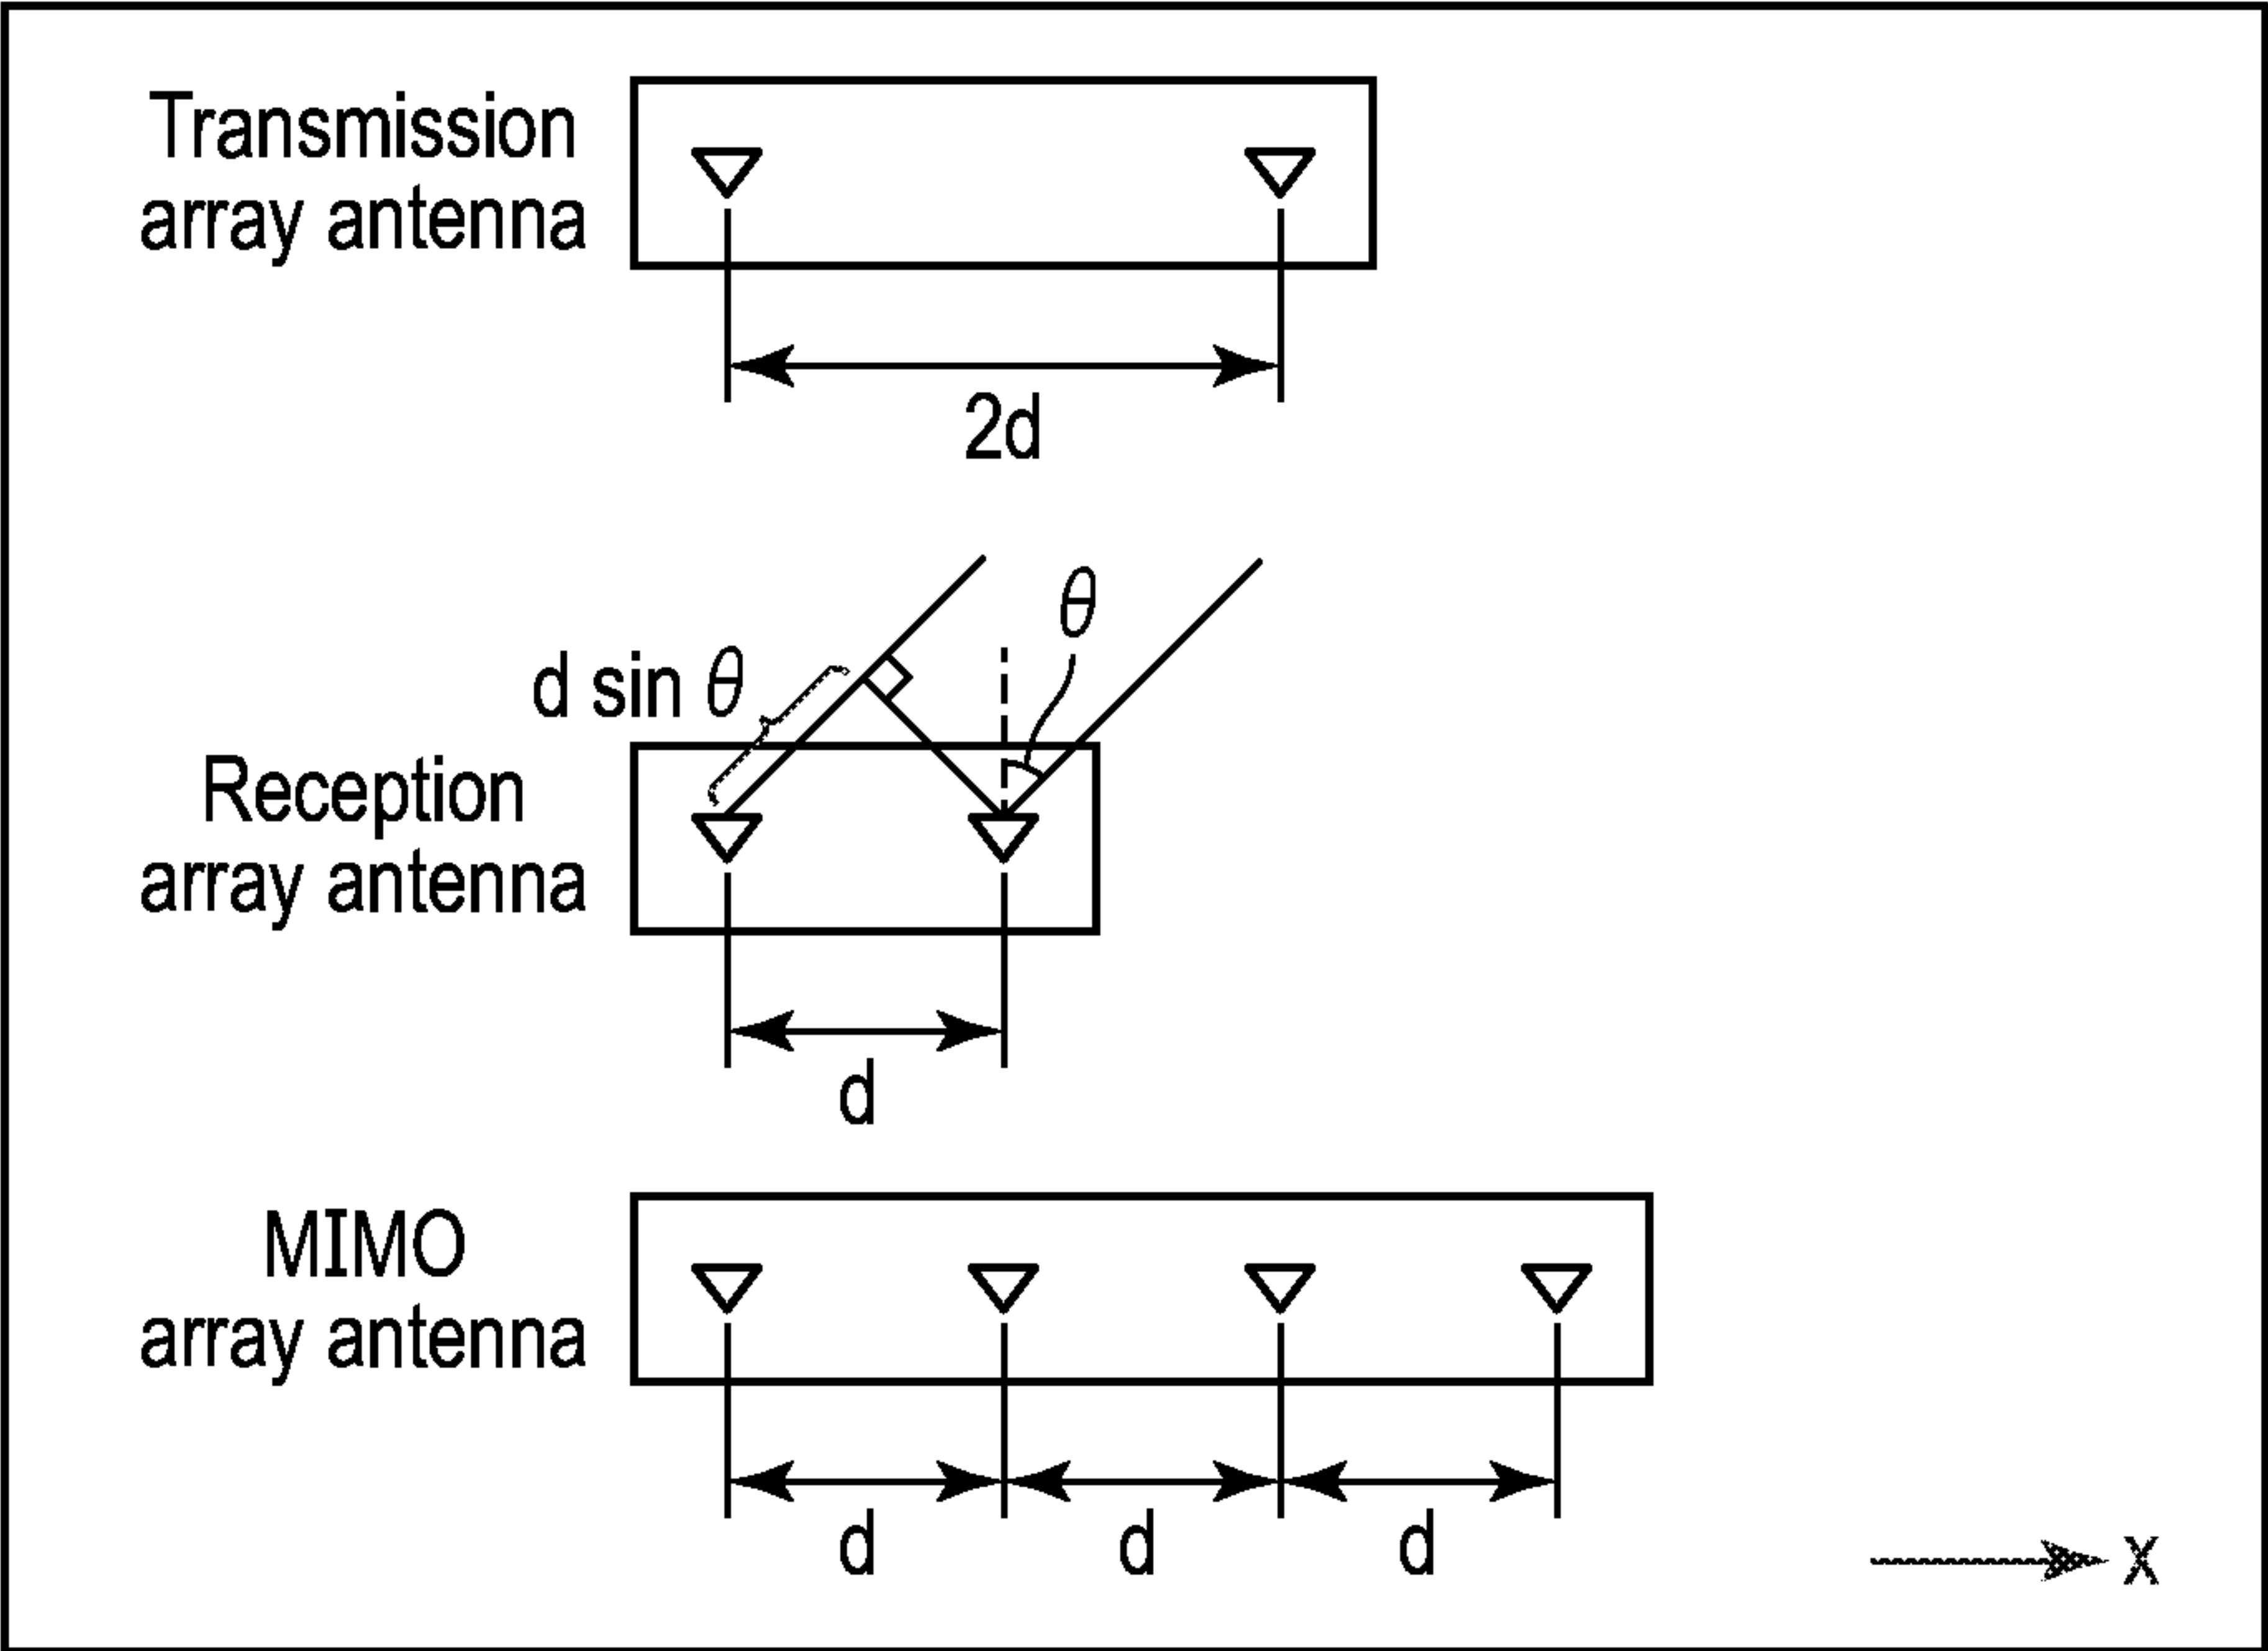 Transmission
array antenna
2d
θ
d sin θ
Reception
array antenna
d
MIMO
array antenna
d d d
x